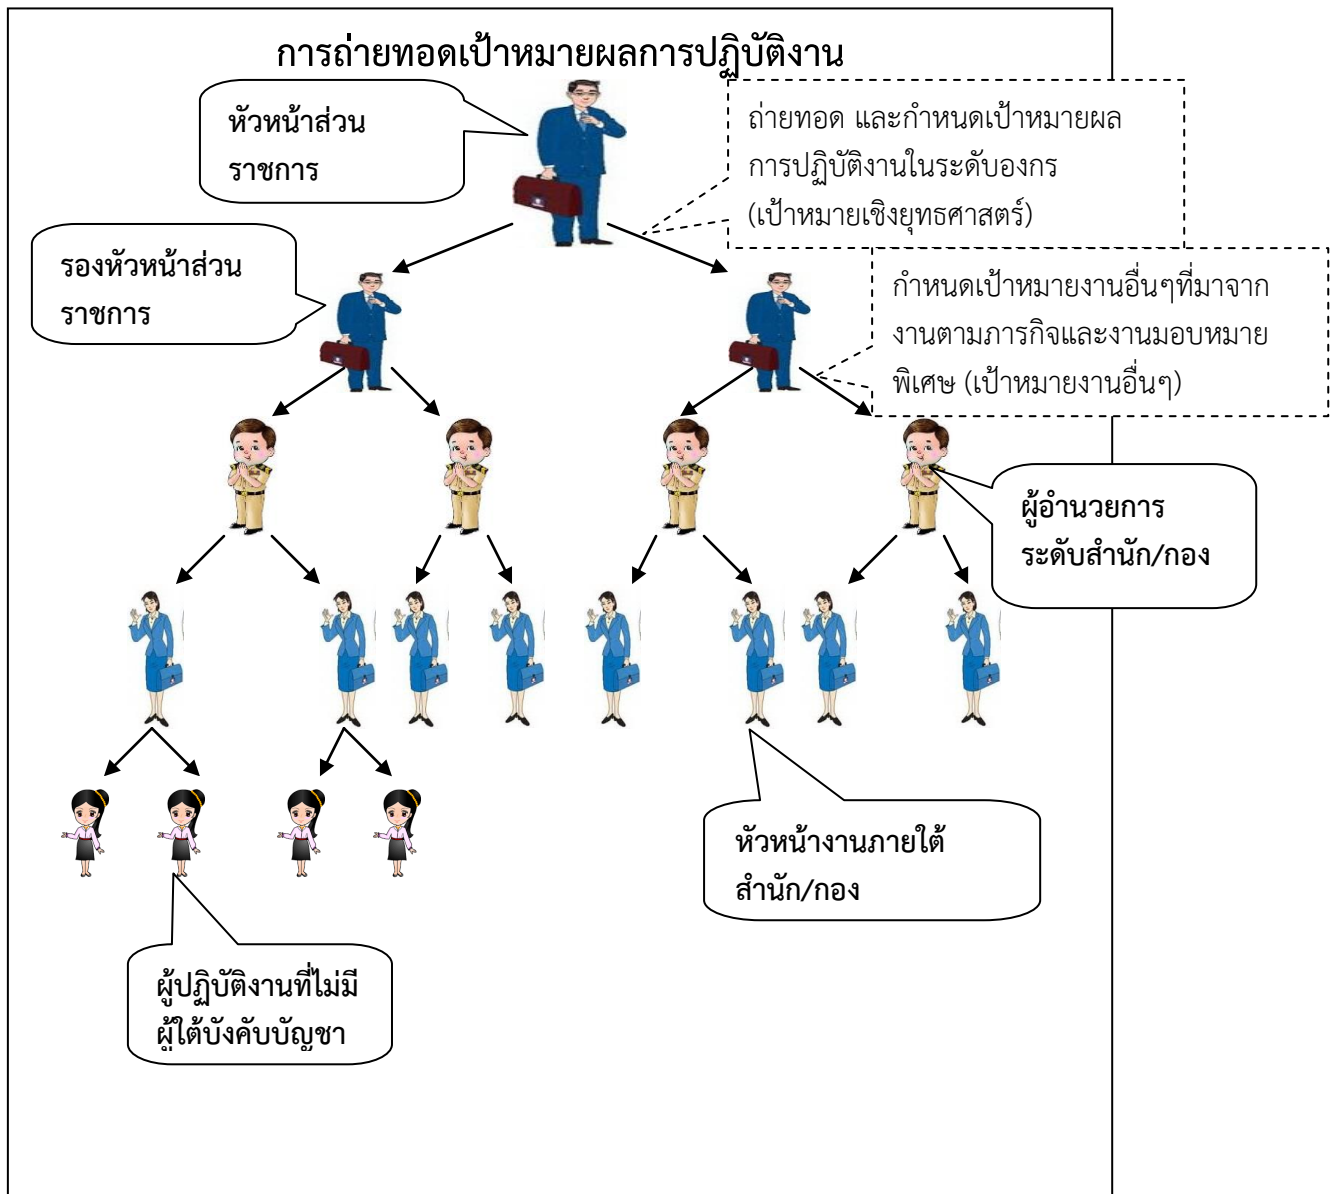 การถ่ายทอดเป้าหมายผลการปฏิบัติงาน
หัวหน้าส่วน
ราชการ
ถ่ายทอด และกำหนดเป้าหมายผล
การปฏิบัติงานในระดับองกร
(เป้าหมายเชิงยุทธศาสตร์)
รองหัวหน้าส่วน
ราชการ
กำหนดเป้าหมายงานอื่นๆที่มาจาก
งานตามภารกิจและงานมอบหมาย
พิเศษ (เป้าหมายงานอื่นๆ)
ผู้อำนวยการ
ระดับสำนัก/กอง
หัวหน้างานภายใต้
สำนัก/กอง
ผู้ปฏิบัติงานที่ไม่มี
ผู้ใต้บังคับบัญชา